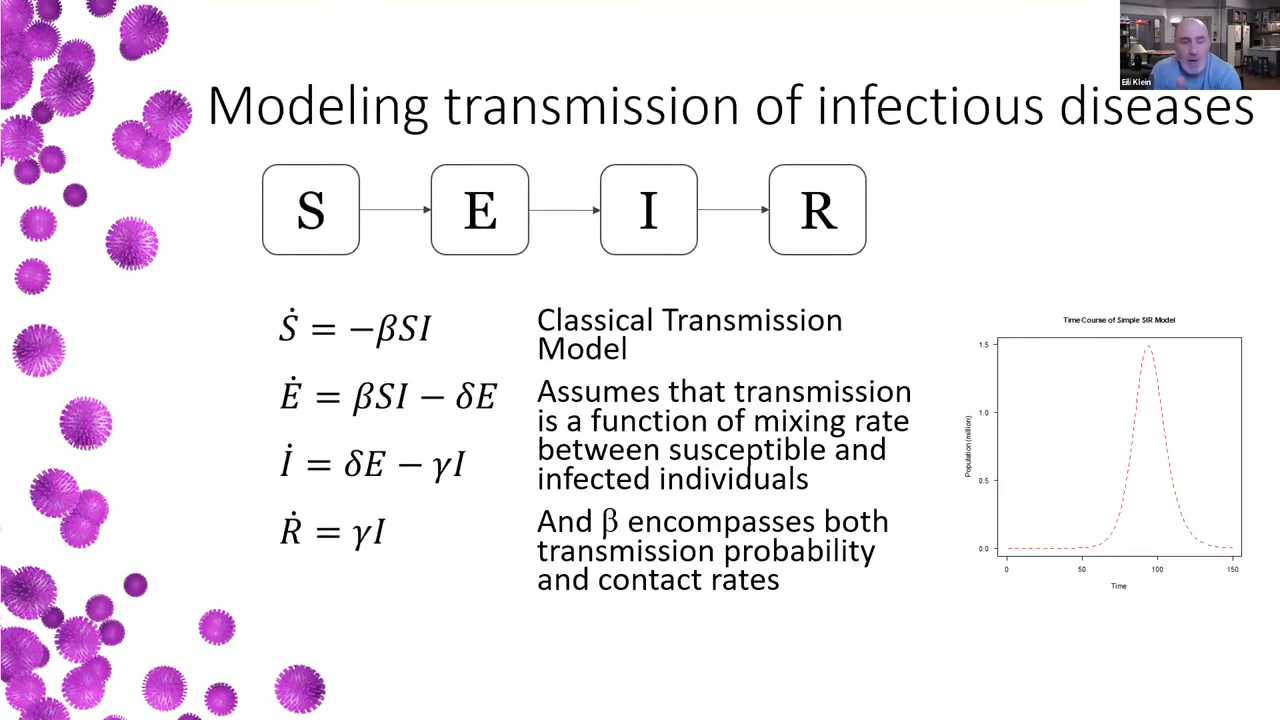 Eili Klein
Modeling transmission of infectious diseases
S
E
I
R
Ṡ = −βSI
Ė = βSI − δE
İ = δE − γI
Ṙ = γI
Classical Transmission
Model
Assumes that transmission
is a function of mixing rate
between susceptible and
infected individuals
And β encompasses both
transmission probability
and contact rates
Time Course of Simple SIR Model
Population (million)
1.5
1.0
0.5
0.0
0 50 100 150
Time